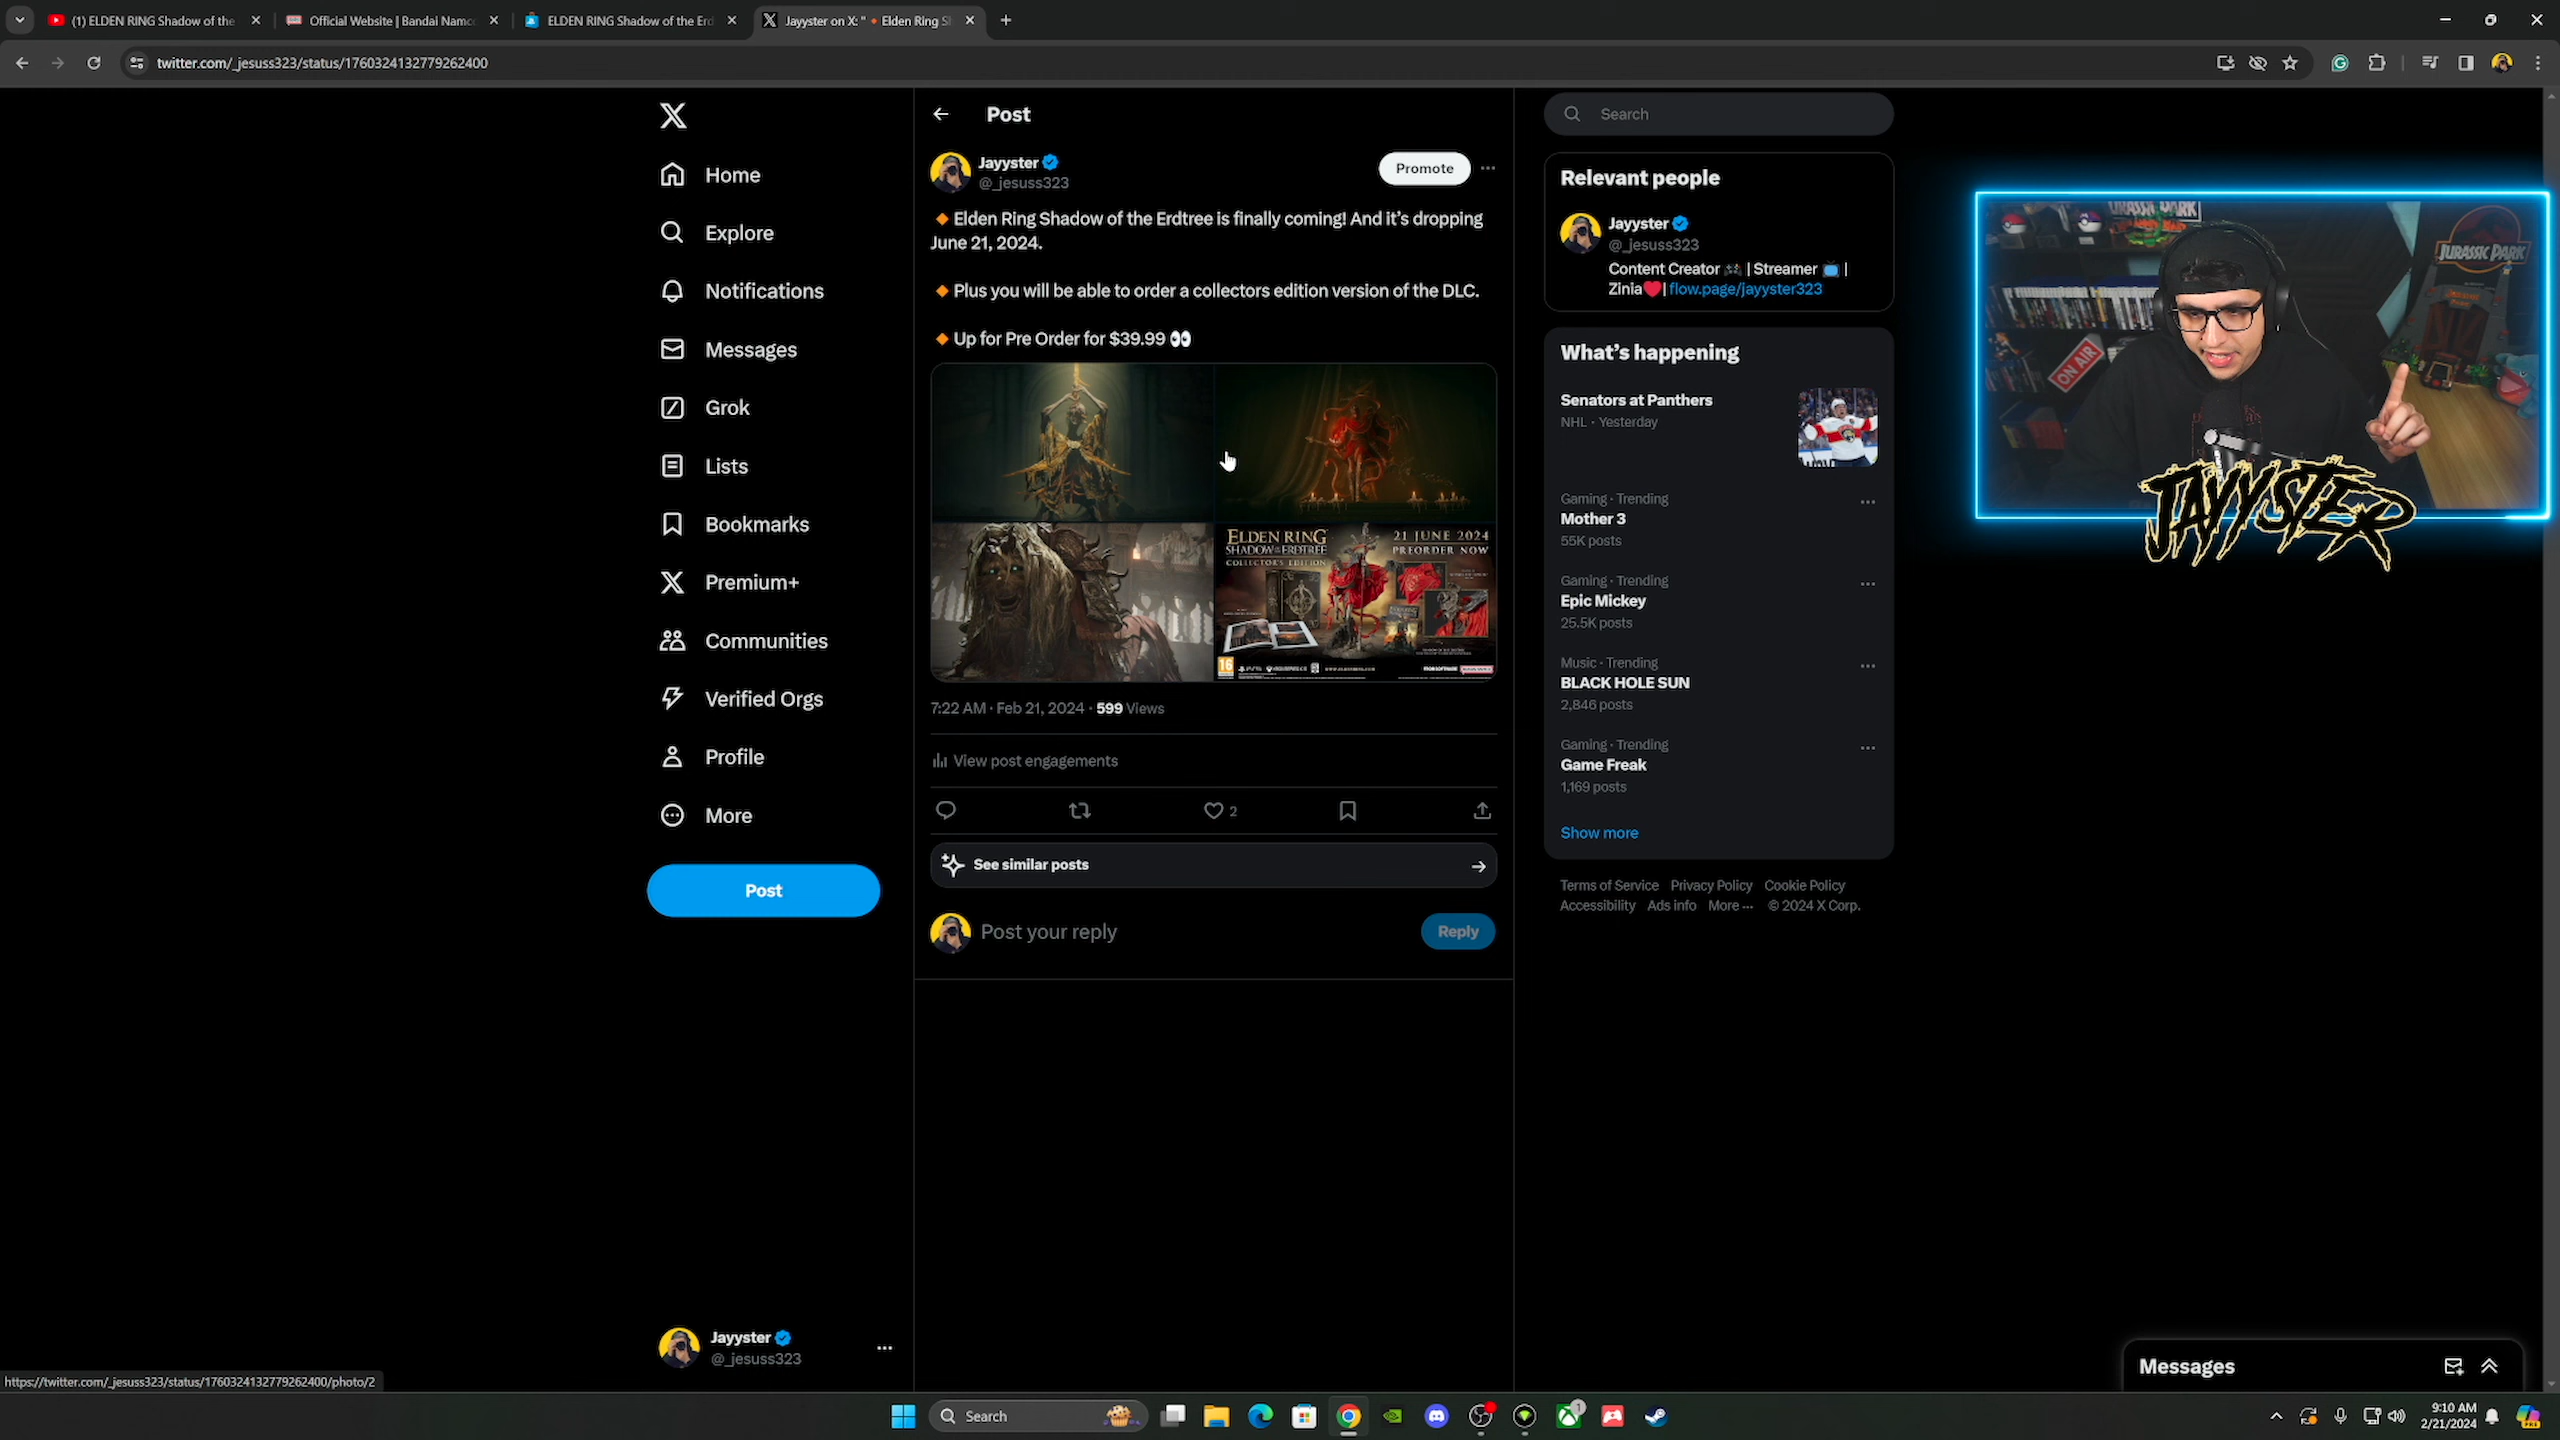 (1) ELDEN RING Shadow of the
Official Website | Bandai Namc
ELDEN RING Shadow of the Erd
Jayyster on X: "🔸Elden Ring S
twitter.com/_jesuss323/status/1760324132779262400
Home
Explore
Notifications
Messages
Grok
Lists
Bookmarks
Premium+
Communities
Verified Orgs
Profile
More
Post
Jayyster
@_jesuss323
https://twitter.com/_jesuss323/status/1760324132779262400/photo/2
Post
Jayyster
@_jesuss323
Promote
🔸Elden Ring Shadow of the Erdtree is finally coming! And it's dropping
June 21, 2024.
🔸Plus you will be able to order a collectors edition version of the DLC.
🔸Up for Pre Order for $39.99 👀
ELDEN RING
SHADOW OF THE ERDTREE
COLLECTOR'S EDITION
21 JUNE 2024
PREORDER NOW
16
7:22 AM · Feb 21, 2024 · 599 Views
View post engagements
2
See similar posts
Post your reply
Reply
Search
Relevant people
Jayyster
@_jesuss323
Content Creator 🎮 | Streamer 📺 |
Zinia❤️| flow.page/jayyster323
What's happening
Senators at Panthers
NHL · Yesterday
Gaming · Trending
Mother 3
55K posts
Gaming · Trending
Epic Mickey
25.5K posts
Music · Trending
BLACK HOLE SUN
2,846 posts
Gaming · Trending
Game Freak
1,169 posts
Show more
Terms of Service Privacy Policy Cookie Policy
Accessibility Ads info More ··· © 2024 X Corp.
JURASSIC PARK
JURASSIC PARK
ON AIR
JAYYSTER
Messages
Search
1
9:10 AM
2/21/2024